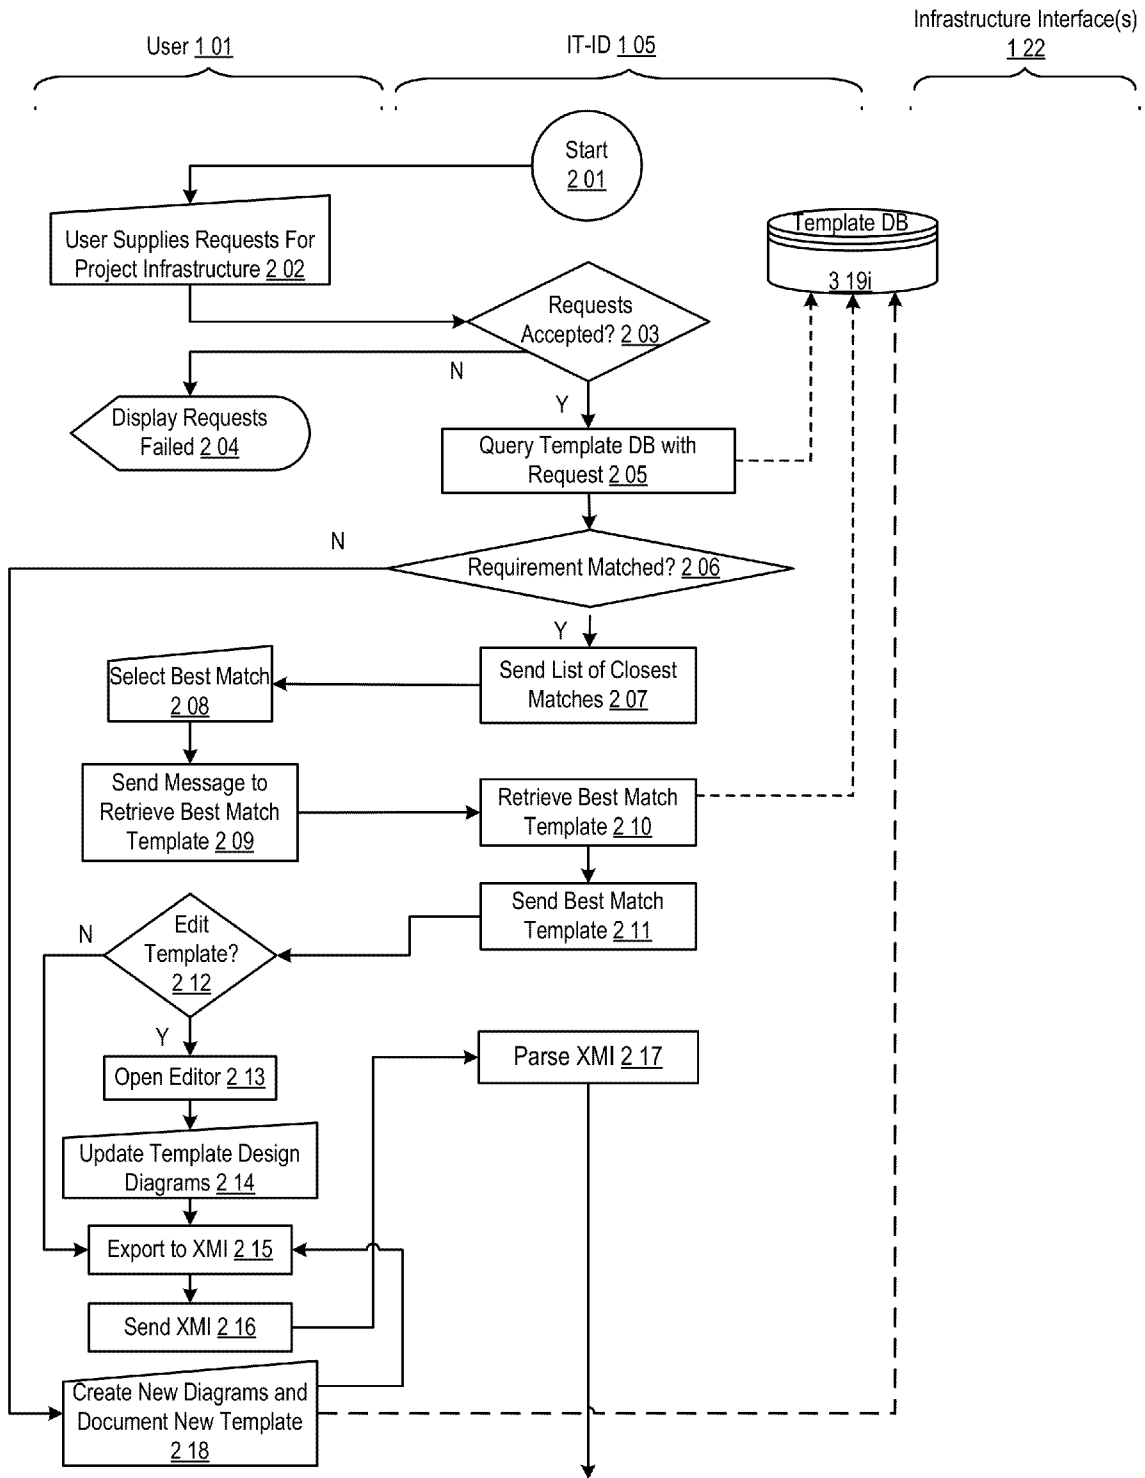 User 1 01
IT-ID 1 05
Infrastructure Interface(s)
1 22
Start
2 01
User Supplies Requests For
Project Infrastructure 2 02
Template DB
3 19i
Requests
Accepted? 2 03
N
Y
Display Requests
Failed 2 04
Query Template DB with
Request 2 05
N
Requirement Matched? 2 06
Y
Select Best Match
2 08
Send List of Closest
Matches 2 07
Send Message to
Retrieve Best Match
Template 2 09
Retrieve Best Match
Template 2 10
Send Best Match
Template 2 11
N
Edit
Template?
2 12
Y
Open Editor 2 13
Parse XMI 2 17
Update Template Design
Diagrams 2 14
Export to XMI 2 15
Send XMI 2 16
Create New Diagrams and
Document New Template
2 18